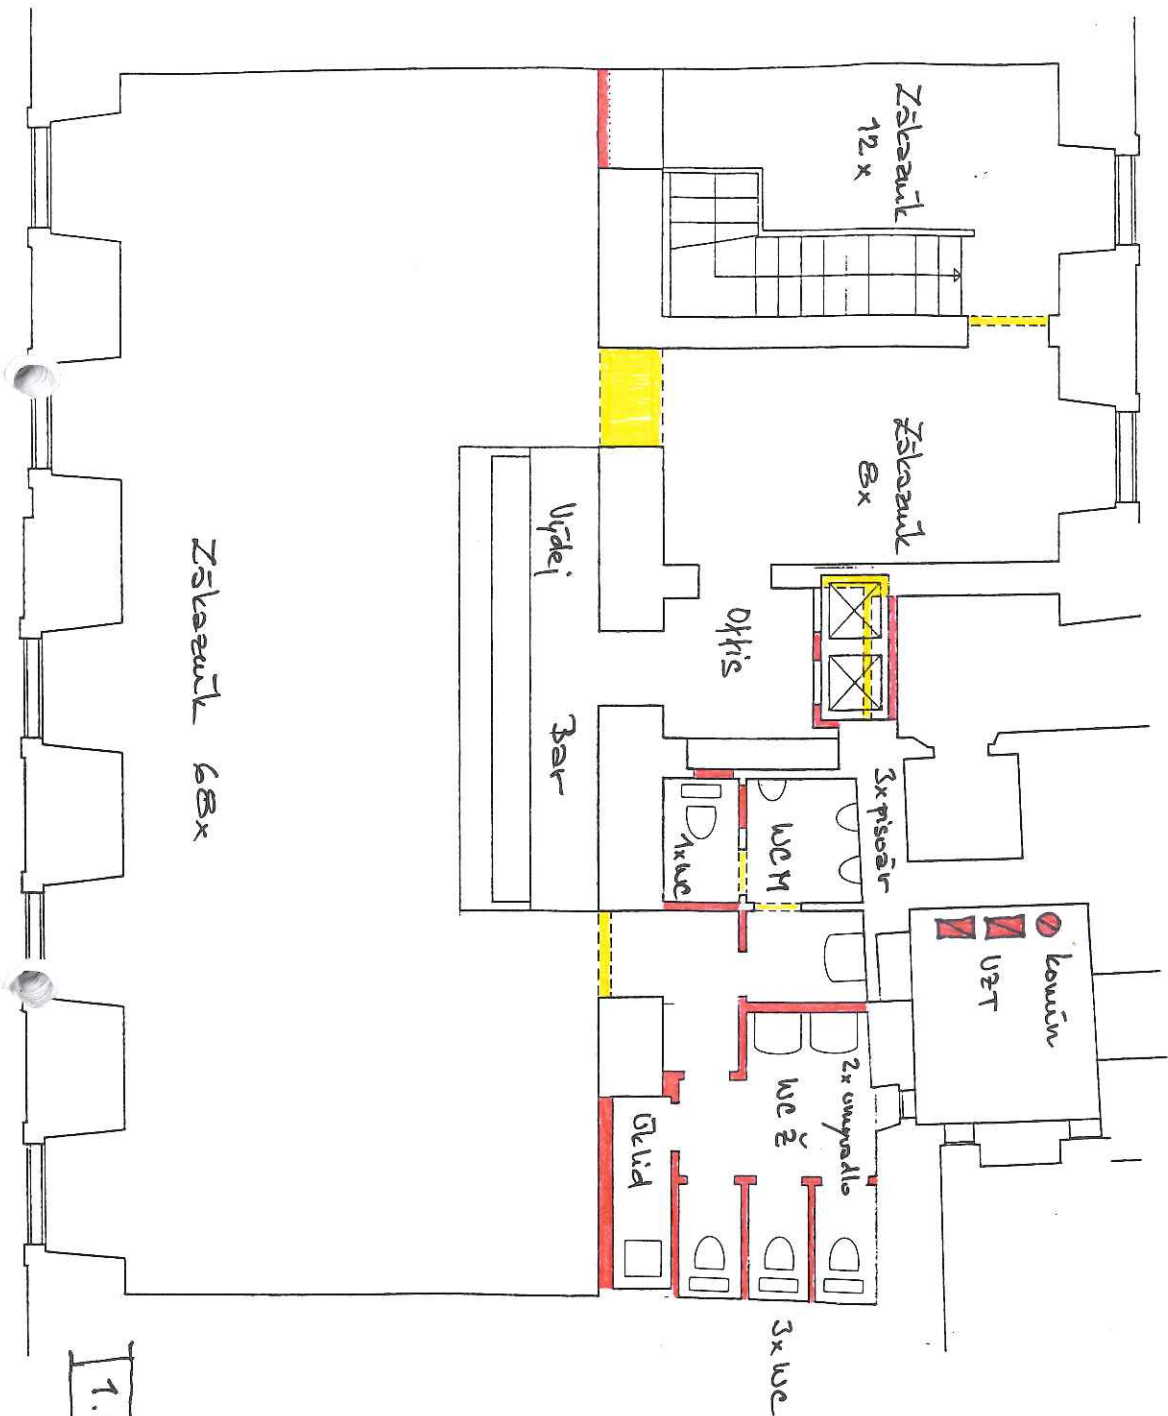 Zákazník
12x
Zákazník
8x
Výdej
Bar
Offis
Zákazník 68x
3x pisoár
WC M
1x WC
komín
VZT
2x umyvadlo
WC Ž
Úklid
3x WC
1.